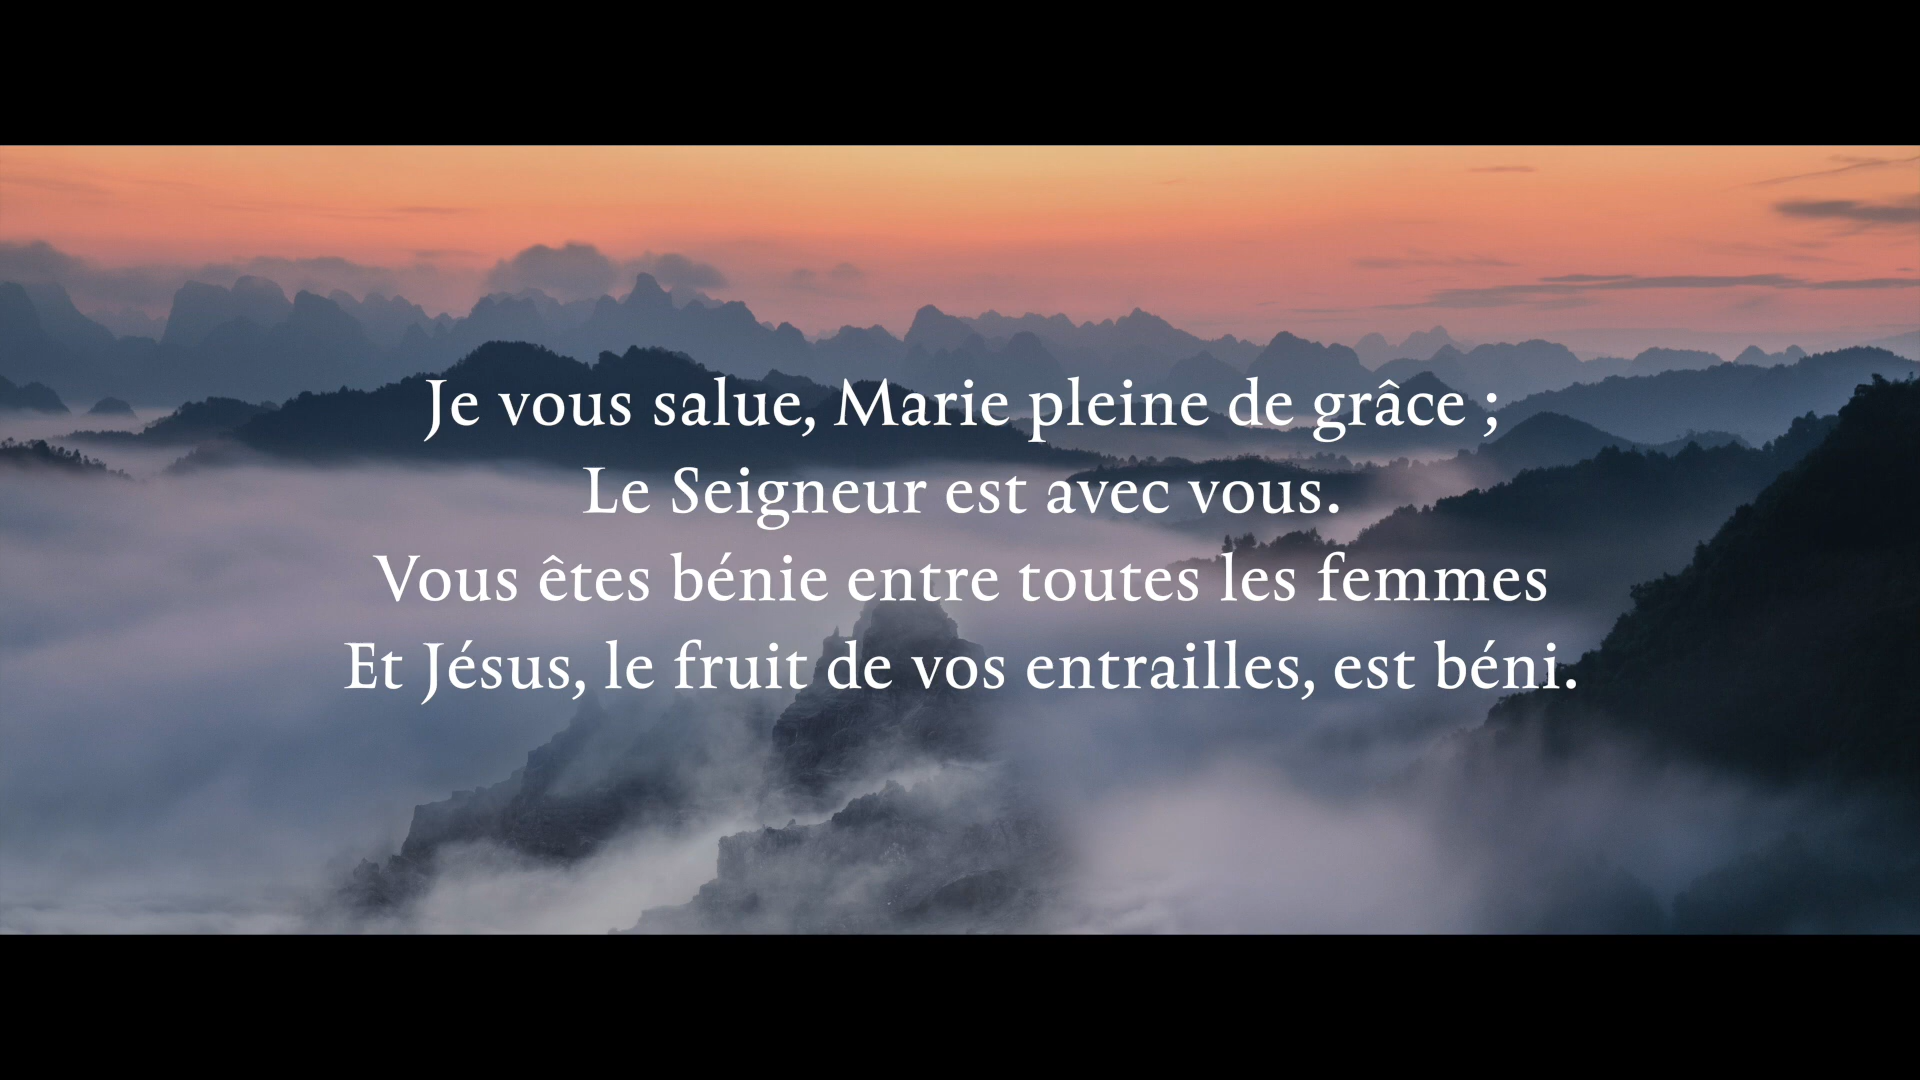 Je vous salue, Marie pleine de grâce ;
Le Seigneur est avec vous.
Vous êtes bénie entre toutes les femmes
Et Jésus, le fruit de vos entrailles, est béni.